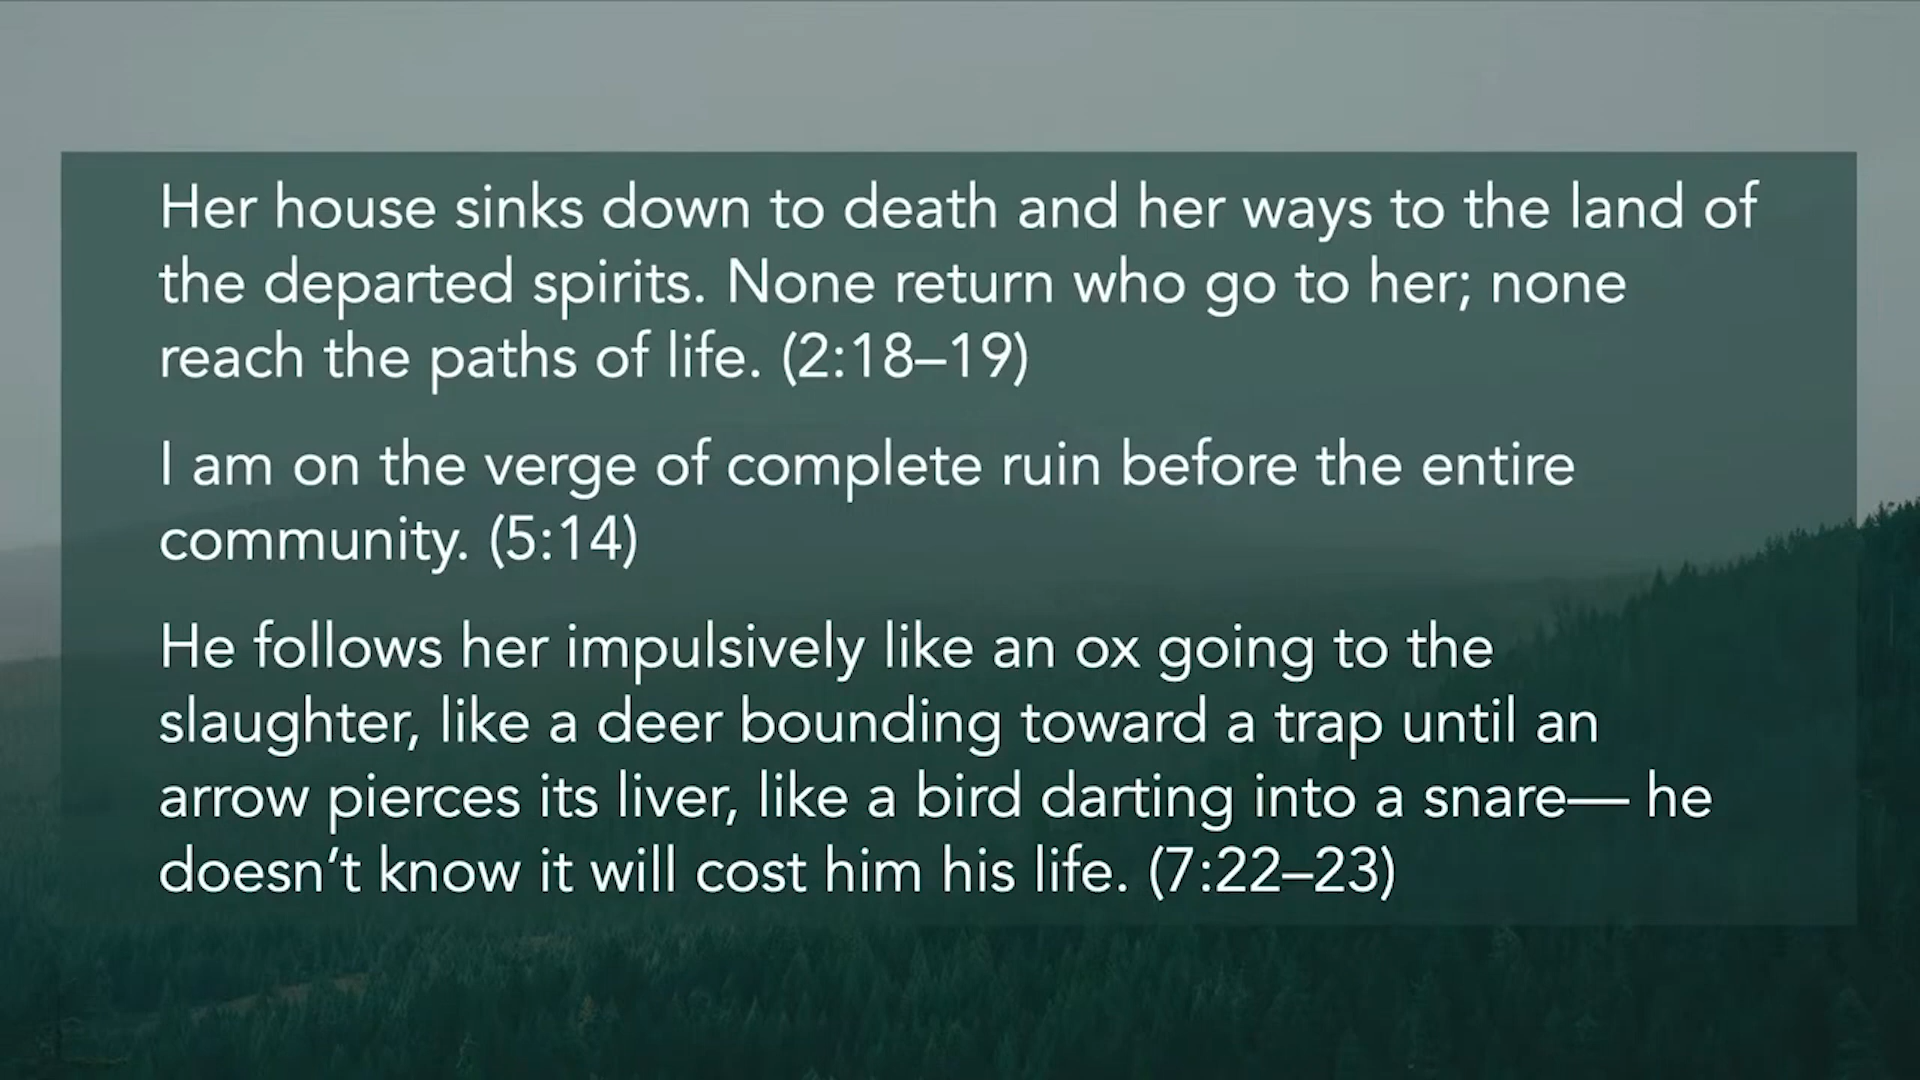 Her house sinks down to death and her ways to the land of
the departed spirits. None return who go to her; none
reach the paths of life. (2:18–19)
I am on the verge of complete ruin before the entire
community. (5:14)
He follows her impulsively like an ox going to the
slaughter, like a deer bounding toward a trap until an
arrow pierces its liver, like a bird darting into a snare— he
doesn’t know it will cost him his life. (7:22–23)